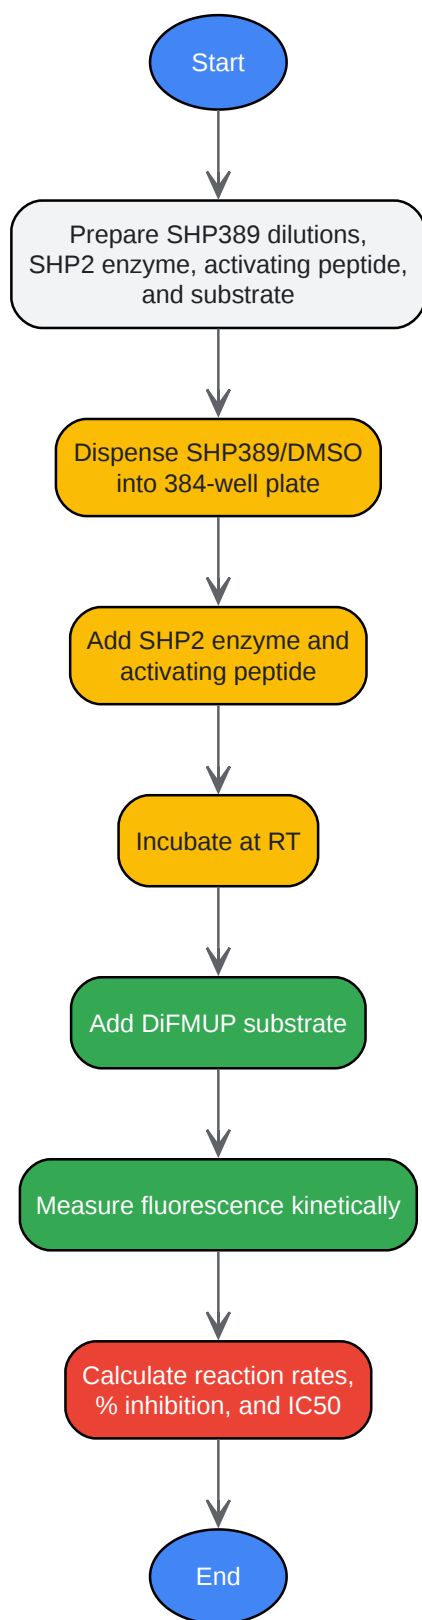 Start
Prepare SHP389 dilutions,
SHP2 enzyme, activating peptide,
and substrate
Dispense SHP389/DMSO
into 384-well plate
Add SHP2 enzyme and
activating peptide
Incubate at RT
Add DiFMUP substrate
Measure fluorescence kinetically
Calculate reaction rates,
% inhibition, and IC50
End